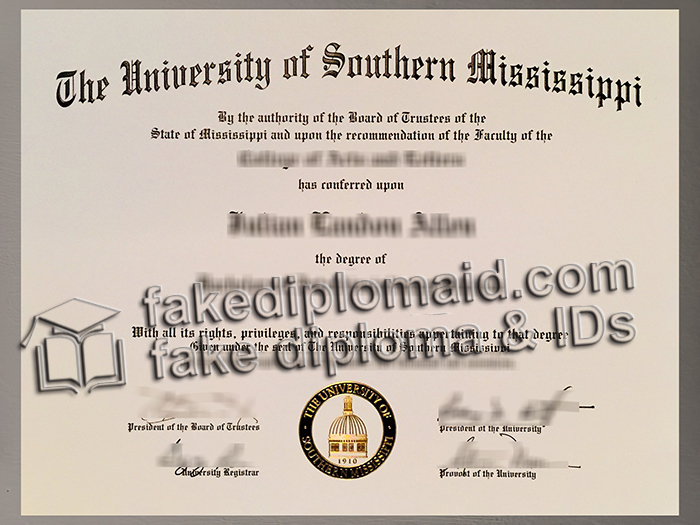 The University of Southern Mississippi
By the authority of the Board of Trustees of the
State of Mississippi and upon the recommendation of the Faculty of the
has conferred upon
the degree of
fakediplomaid.com
With all its rights, privileges, and responsibilities appertaining to that degree
fake diploma & IDs
Given under the seal of The University of Southern Mississippi
President of the Board of Trustees
President of the University
University Registrar
Provost of the University
THE UNIVERSITY OF
SOUTHERN MISSISSIPPI
1910